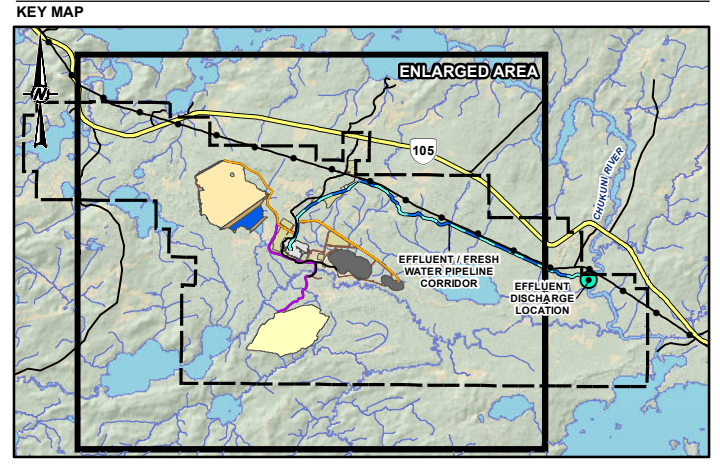 KEY MAP
ENLARGED AREA
N
105
CHUKUNI RIVER
EFFLUENT / FRESH
WATER PIPELINE
CORRIDOR
EFFLUENT
DISCHARGE
LOCATION